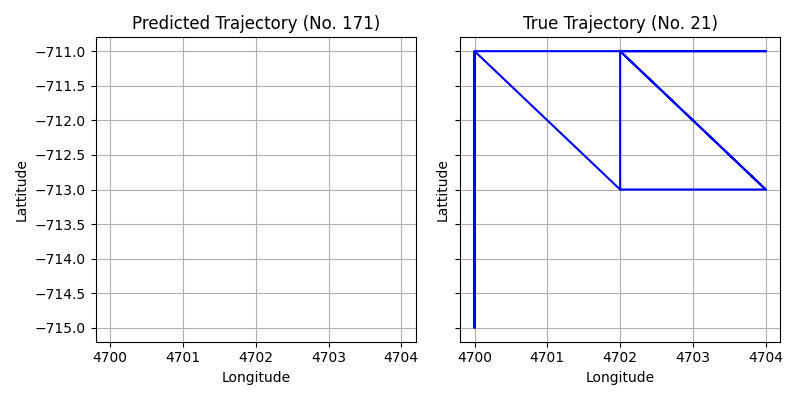 Predicted Trajectory (No. 171)
True Trajectory (No. 21)
−711.0
−711.5
−712.0
−712.5
−713.0
−713.5
−714.0
−714.5
−715.0
Lattitude
Lattitude
4700 4701 4702 4703 4704
4700 4701 4702 4703 4704
Longitude
Longitude